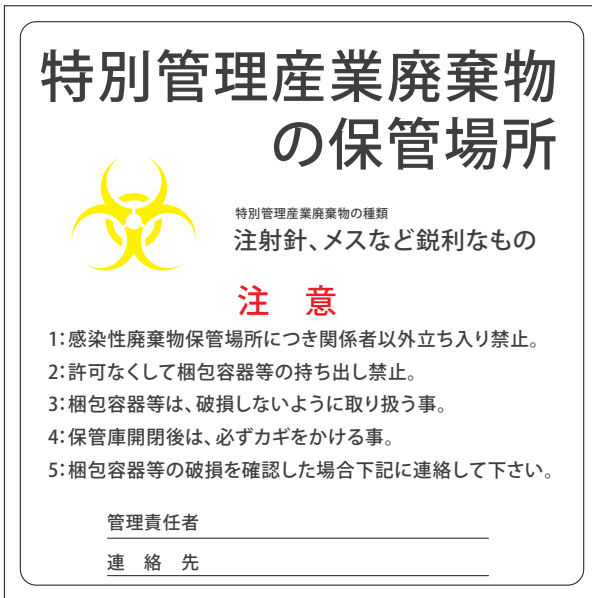 特別管理産業廃棄物
の保管場所
特別管理産業廃棄物の種類
注射針、メスなど鋭利なもの
注　意
1:感染性廃棄物保管場所につき関係者以外立ち入り禁止。
2:許可なくして梱包容器等の持ち出し禁止。
3:梱包容器等は、破損しないように取り扱う事。
4:保管庫開閉後は、必ずカギをかける事。
5:梱包容器等の破損を確認した場合下記に連絡して下さい。
管理責任者
連　絡　先